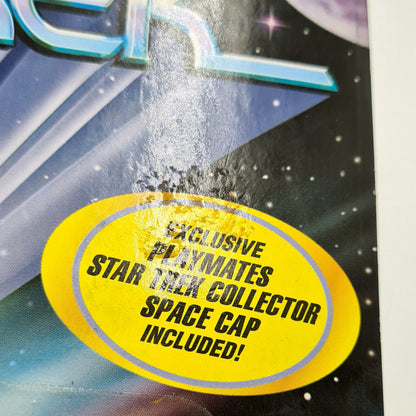 EXCLUSIVE
PLAYMATES
STAR TREK COLLECTOR
SPACE CAP
INCLUDED!